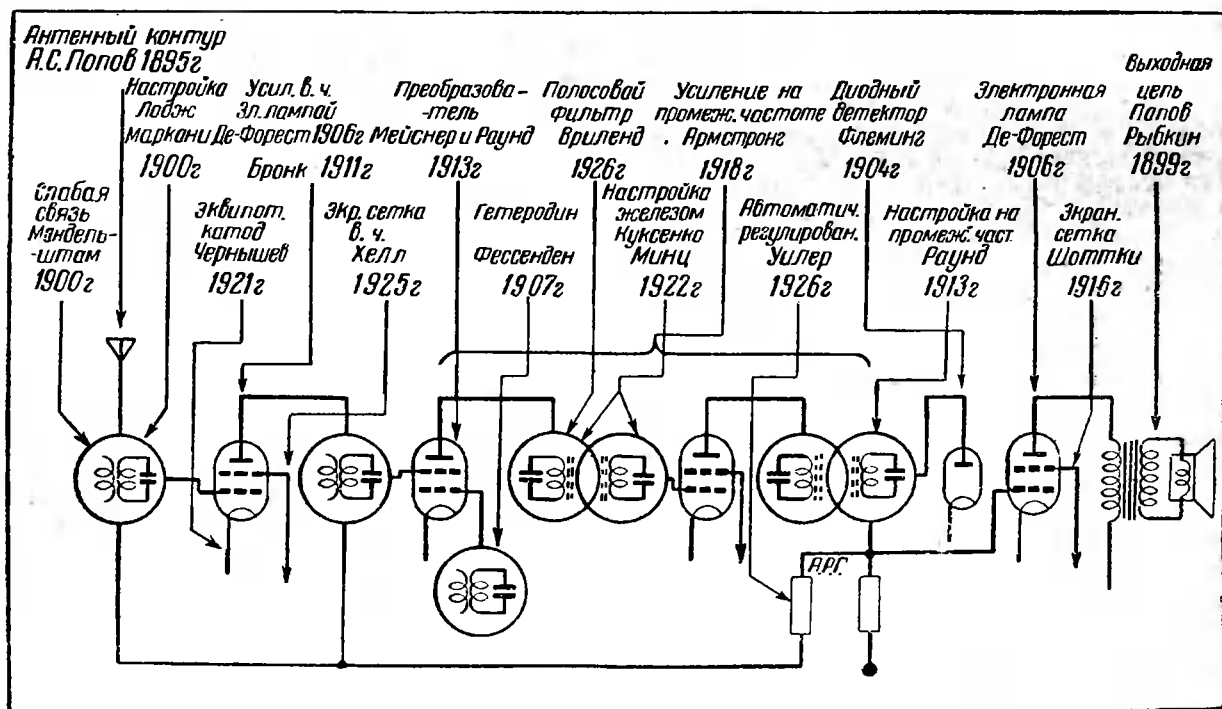 Антенный контур
А.С. Попов 1895г
Настройка
Лодж
маркани
1900г
Усил. в. ч.
Эл. лампой
Де-Форест 1906г
Бронк 1911г
Преобразова-
-тель
Мейснер и Раунд
1913г
Полосовой
фильтр
Вриленд
1926г
Усиление на
промеж. частоте
Армстронг
1918г
Диодный
детектор
Флеминг
1904г
Электронная
лампа
Де-Форест
1906г
Выходная
цепь
Попов
Рыбкин
1899г
Слабая
связь
Мандель-
-штам
1900г
Эквипот.
катод
Чернышев
1921г
Экр. сетка
в. ч.
Хелл
1925г
Гетеродин
Фессенден
1907г
Настройка
железом
Куксенко
Минц
1922г
Автоматич.
регулирован.
Уилер
1926г
Настройка на
промеж. част.
Раунд
1913г
Экран.
сетка
Шоттки
1916г
А.Р.Г.